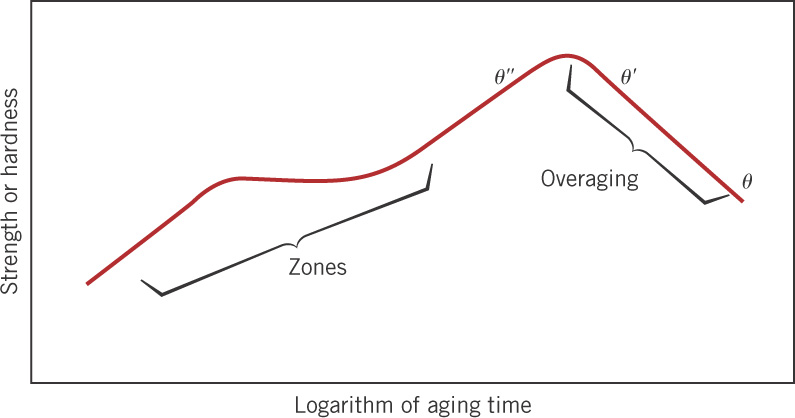 Strength or hardness
θ″
θ′
Overaging
θ
Zones
Logarithm of aging time